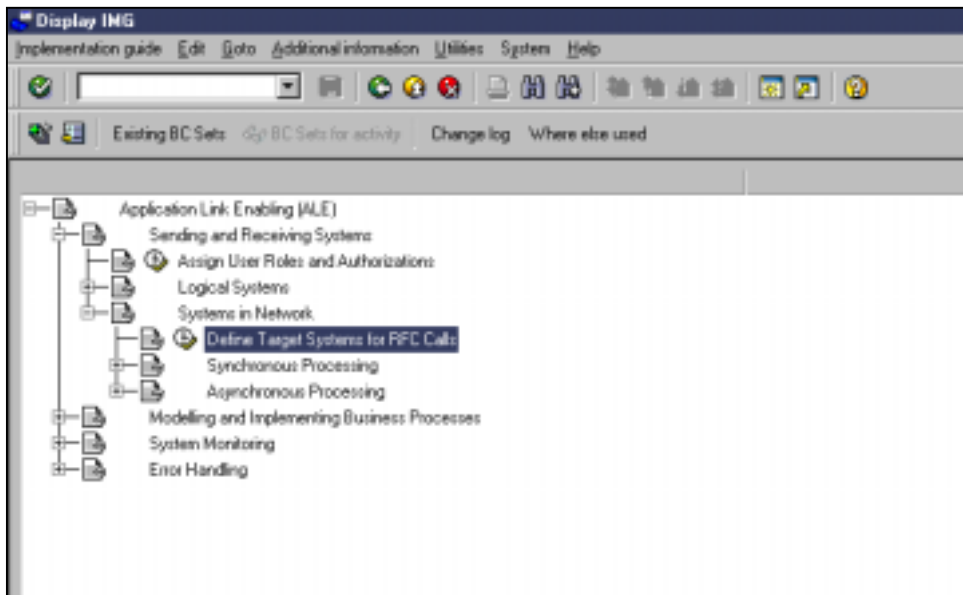 Display IMG
Implementation guide Edit Goto Additional information Utilities System Help
Existing BC Sets BC Sets for activity Change log Where else used
Application Link Enabling (ALE)
Sending and Receiving Systems
Assign User Roles and Authorizations
Logical Systems
Systems in Network
Define Target Systems for RFC Calls
Synchronous Processing
Asynchronous Processing
Modelling and Implementing Business Processes
System Monitoring
Error Handling